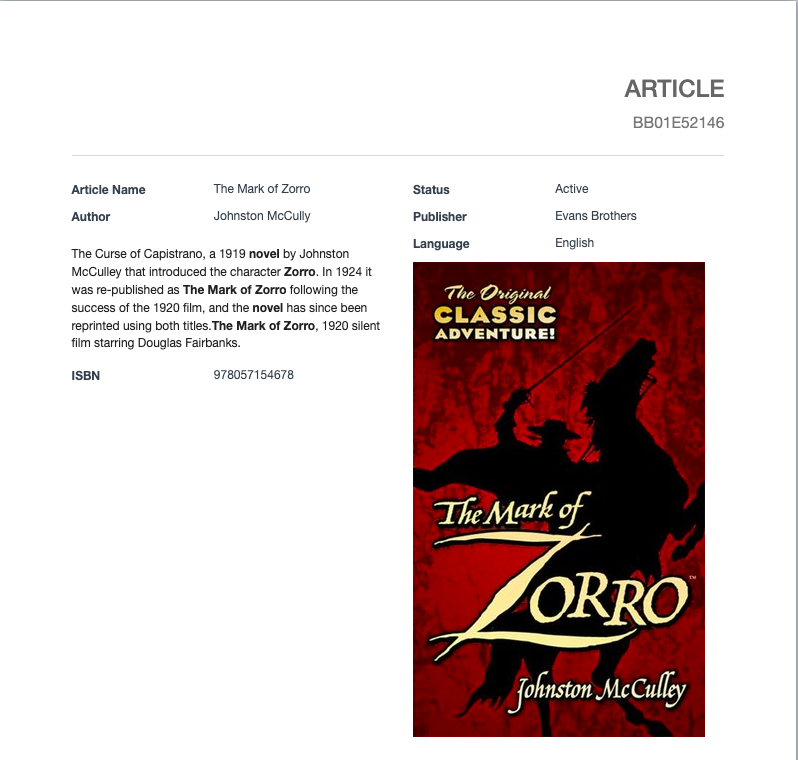 ARTICLE
BB01E52146
Article Name The Mark of Zorro
Author Johnston McCully
The Curse of Capistrano, a 1919 novel by Johnston
McCulley that introduced the character Zorro. In 1924 it
was re-published as The Mark of Zorro following the
success of the 1920 film, and the novel has since been
reprinted using both titles.The Mark of Zorro, 1920 silent
film starring Douglas Fairbanks.
ISBN 978057154678
Status Active
Publisher Evans Brothers
Language English
The Original
CLASSIC
ADVENTURE!
The Mark of
ZORRO™
Johnston McCulley